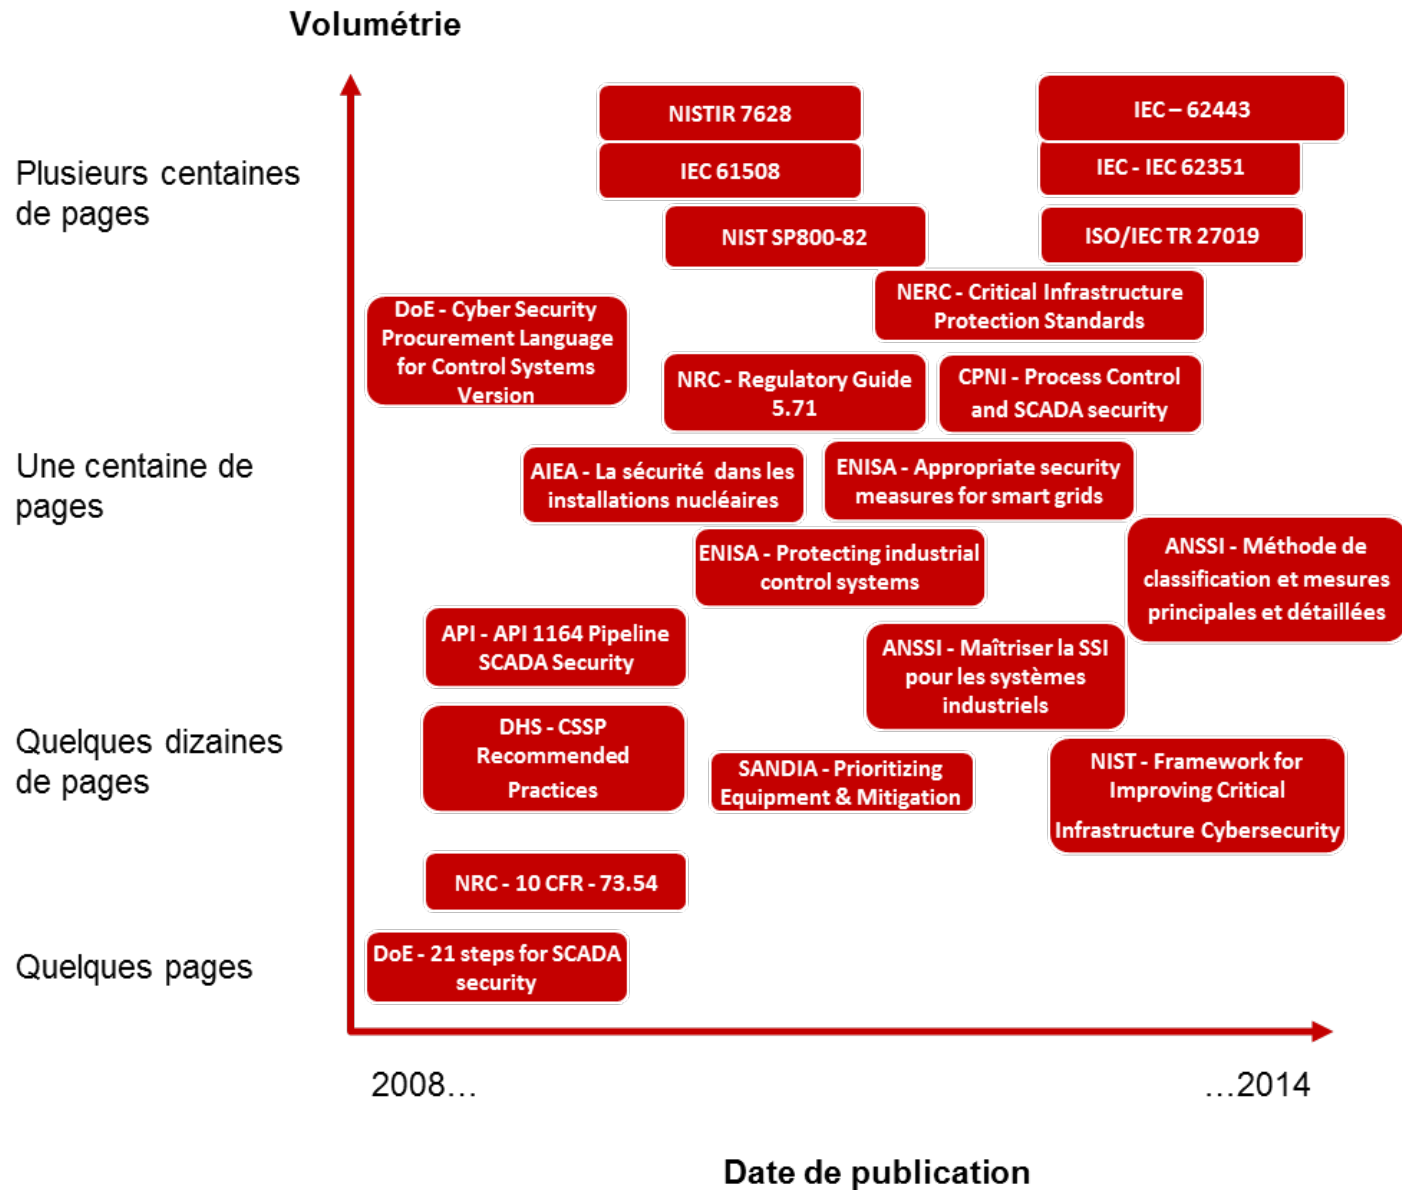 Volumétrie
Plusieurs centaines
de pages
NISTIR 7628
IEC – 62443
IEC 61508
IEC - IEC 62351
NIST SP800-82
ISO/IEC TR 27019
NERC - Critical Infrastructure
Protection Standards
DoE - Cyber Security
Procurement Language
for Control Systems
Version
NRC - Regulatory Guide
5.71
CPNI - Process Control
and SCADA security
Une centaine de
pages
AIEA - La sécurité dans les
installations nucléaires
ENISA - Appropriate security
measures for smart grids
ENISA - Protecting industrial
control systems
ANSSI - Méthode de
classification et mesures
principales et détaillées
API - API 1164 Pipeline
SCADA Security
ANSSI - Maîtriser la SSI
pour les systèmes
industriels
Quelques dizaines
de pages
DHS - CSSP
Recommended
Practices
SANDIA - Prioritizing
Equipment & Mitigation
NIST - Framework for
Improving Critical
Infrastructure Cybersecurity
NRC - 10 CFR - 73.54
Quelques pages
DoE - 21 steps for SCADA
security
2008…
…2014
Date de publication